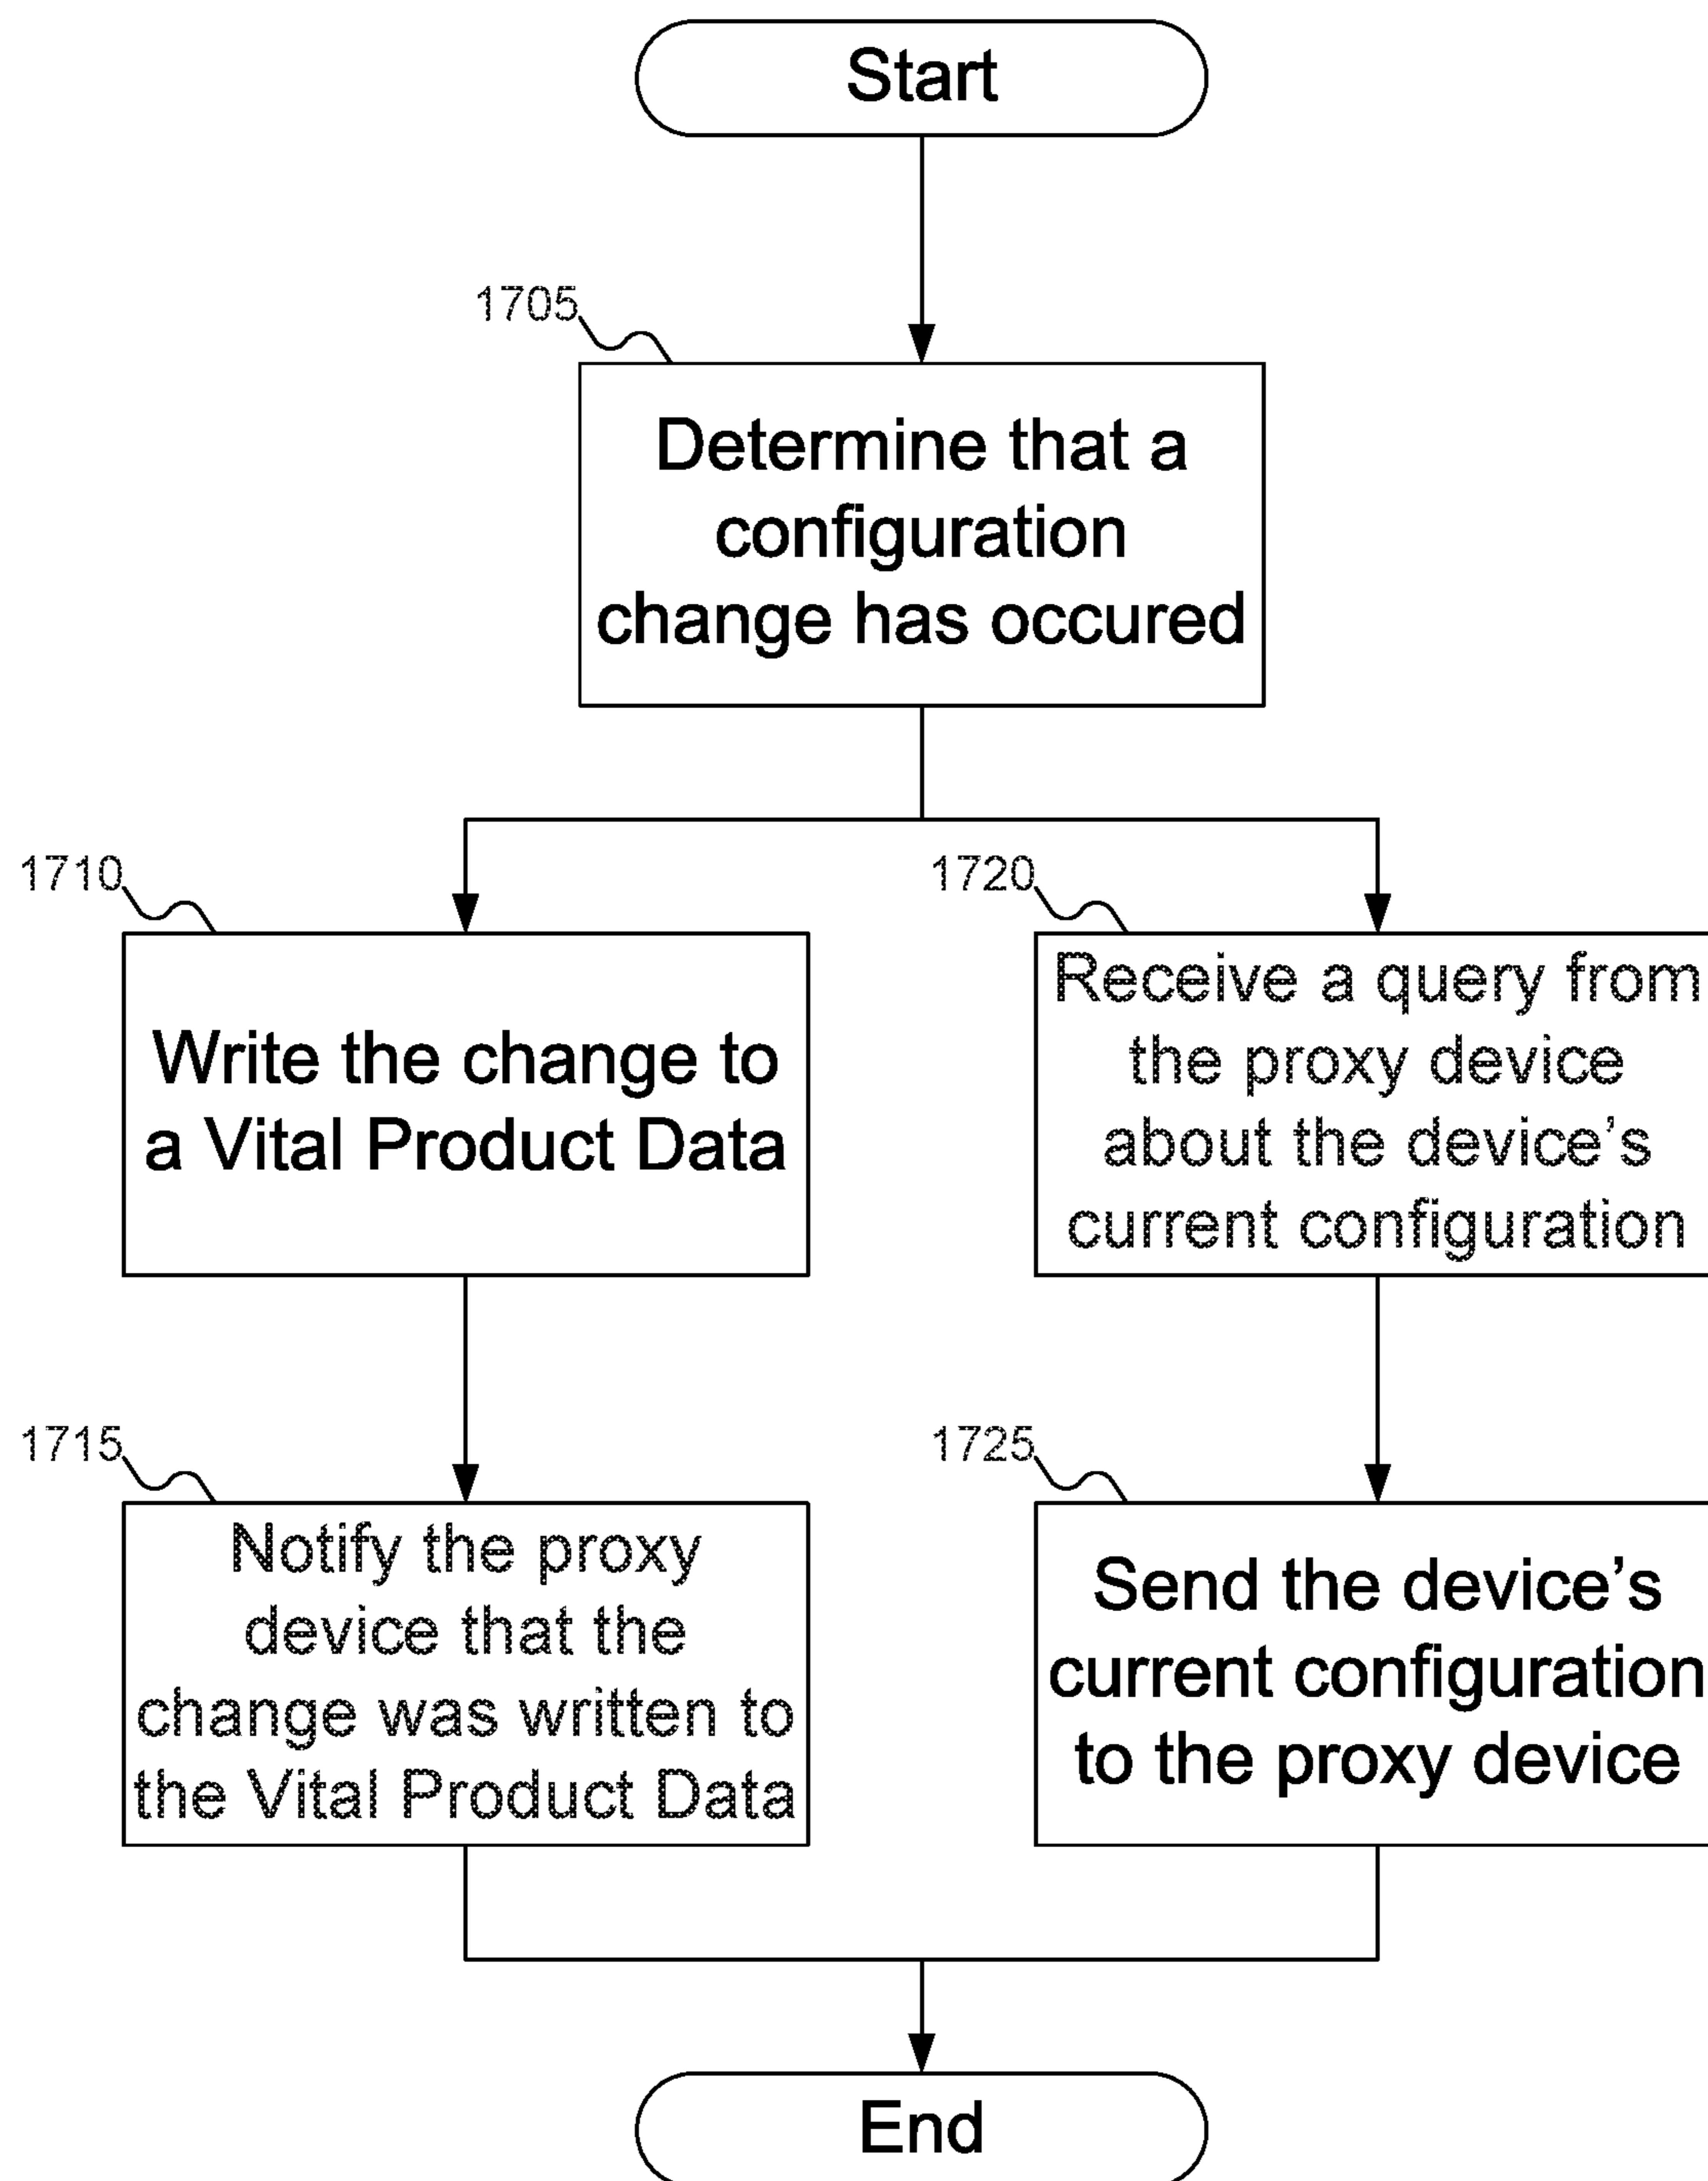 Start
1705
Determine that a
configuration
change has occured
1710
Write the change to
a Vital Product Data
1720
Receive a query from
the proxy device
about the device’s
current configuration
1715
Notify the proxy
device that the
change was written to
the Vital Product Data
1725
Send the device’s
current configuration
to the proxy device
End